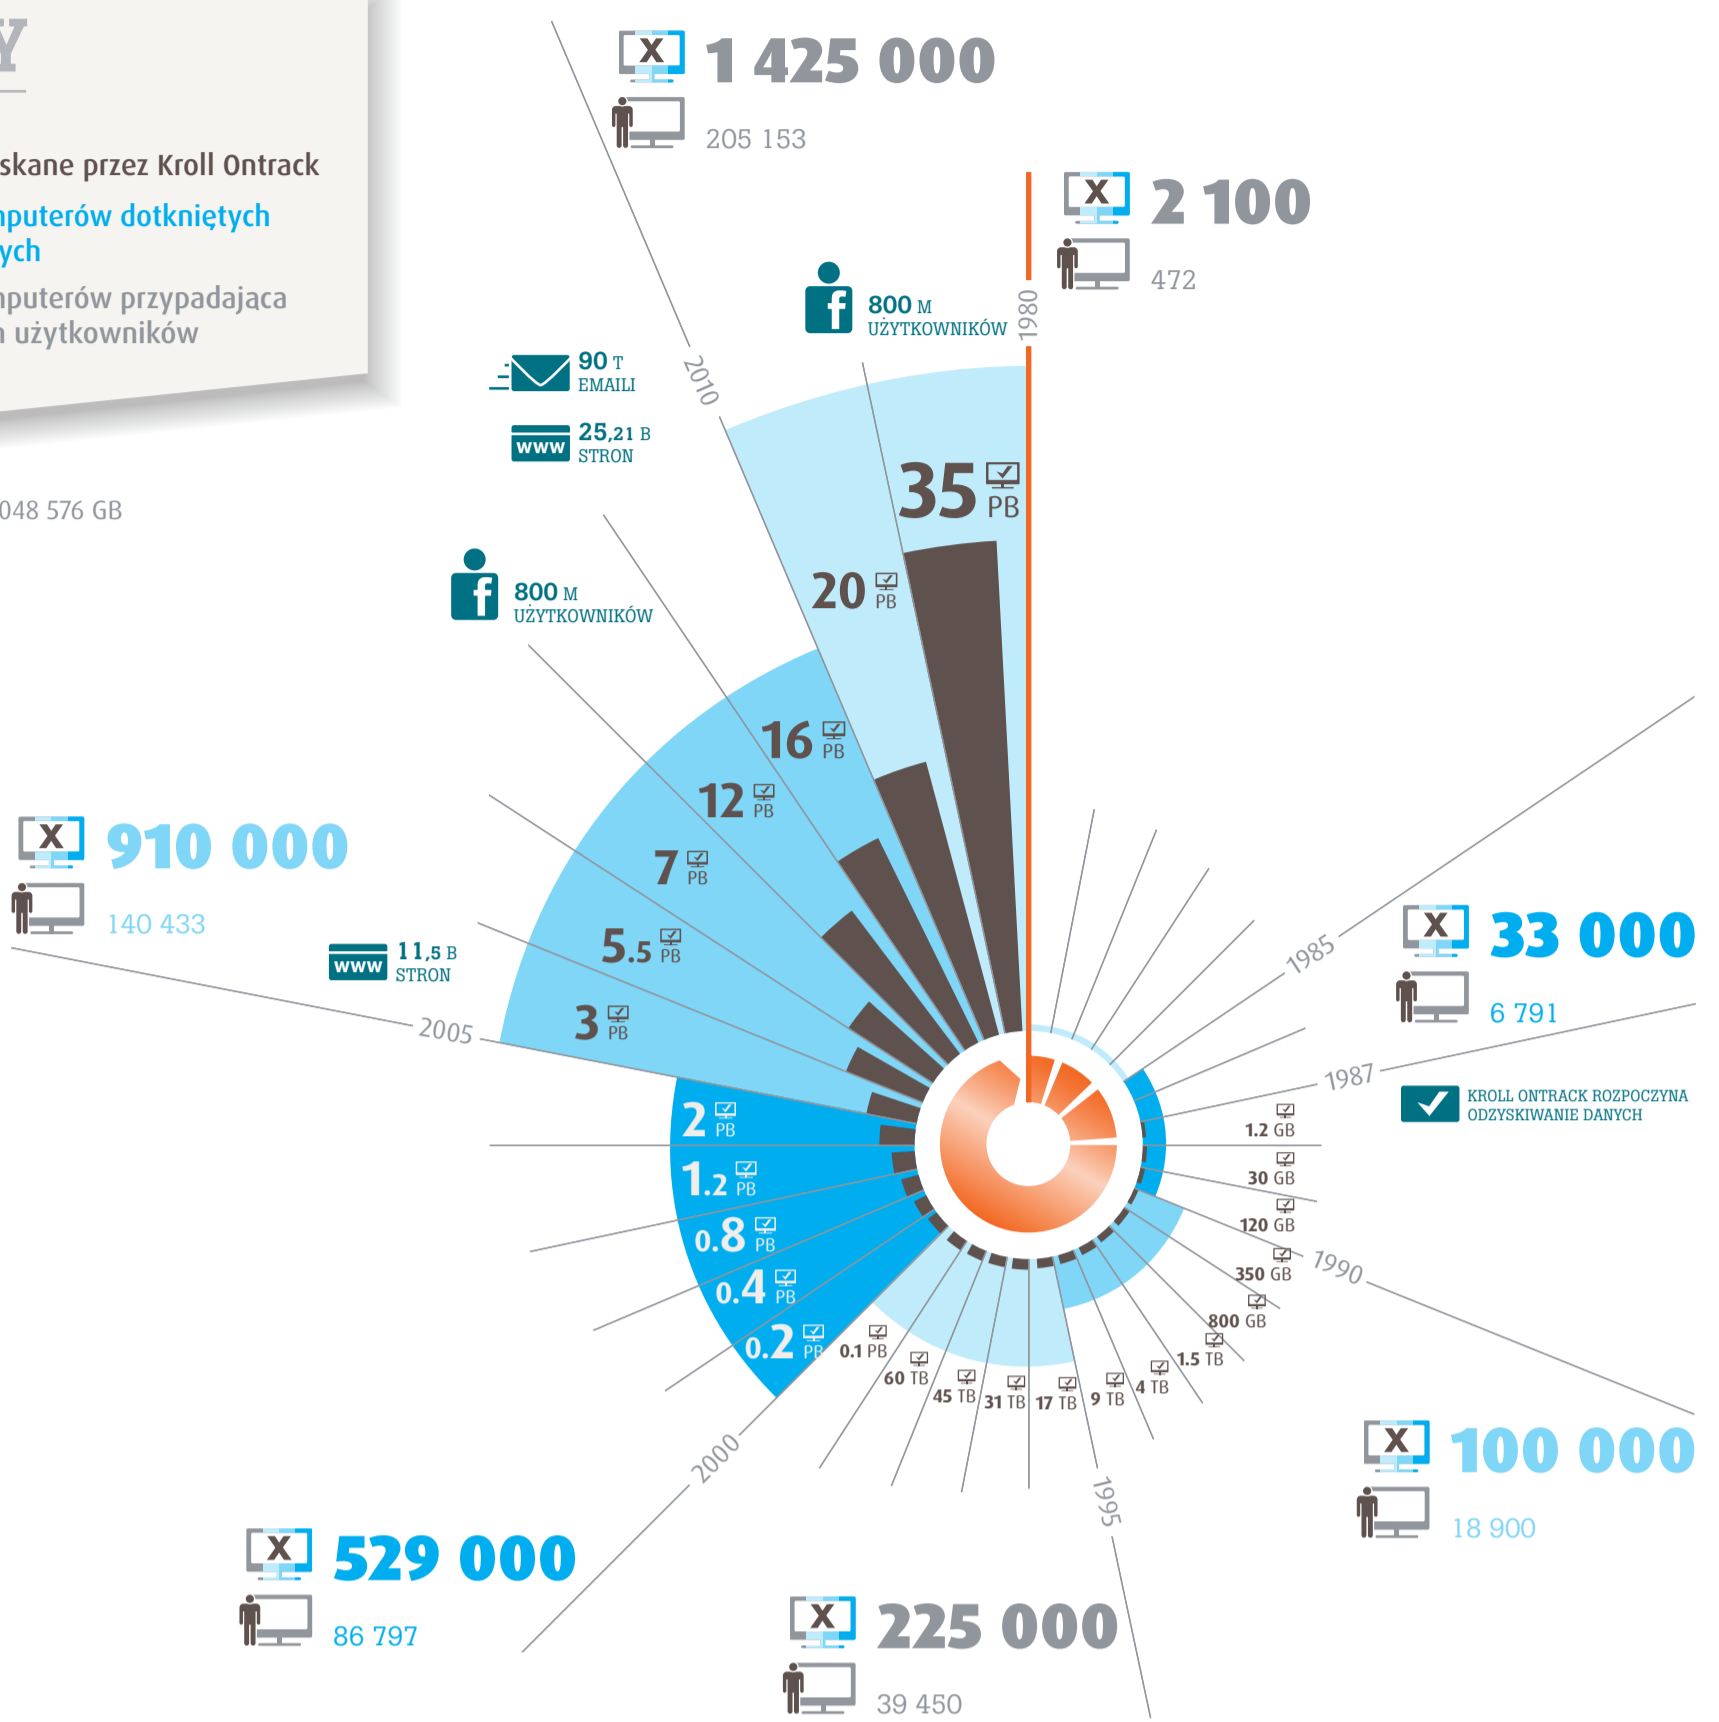 Y
skane przez Kroll Ontrack
mputerów dotkniętych
ych
mputerów przypadająca
użytkowników
048 576 GB
X 1 425 000
205 153
X 2 100
472
1980
f 800 M
UŻYTKOWNIKÓW
2010
90 T
EMAILI
www 25,21 B
STRON
35 PB
20 PB
f 800 M
UŻYTKOWNIKÓW
16 PB
12 PB
7 PB
5.5 PB
3 PB
X 910 000
140 433
www 11,5 B
STRON
2005
1985
X 33 000
6 791
1987
KROLL ONTRACK ROZPOCZYNA
ODZYSKIWANIE DANYCH
2 PB
1.2 PB
0.8 PB
0.4 PB
0.2 PB
1.2 GB
30 GB
120 GB
350 GB
800 GB
1.5 TB
4 TB
9 TB
17 TB
31 TB
45 TB
60 TB
0.1 PB
1990
X 100 000
18 900
2000
1995
X 529 000
86 797
X 225 000
39 450